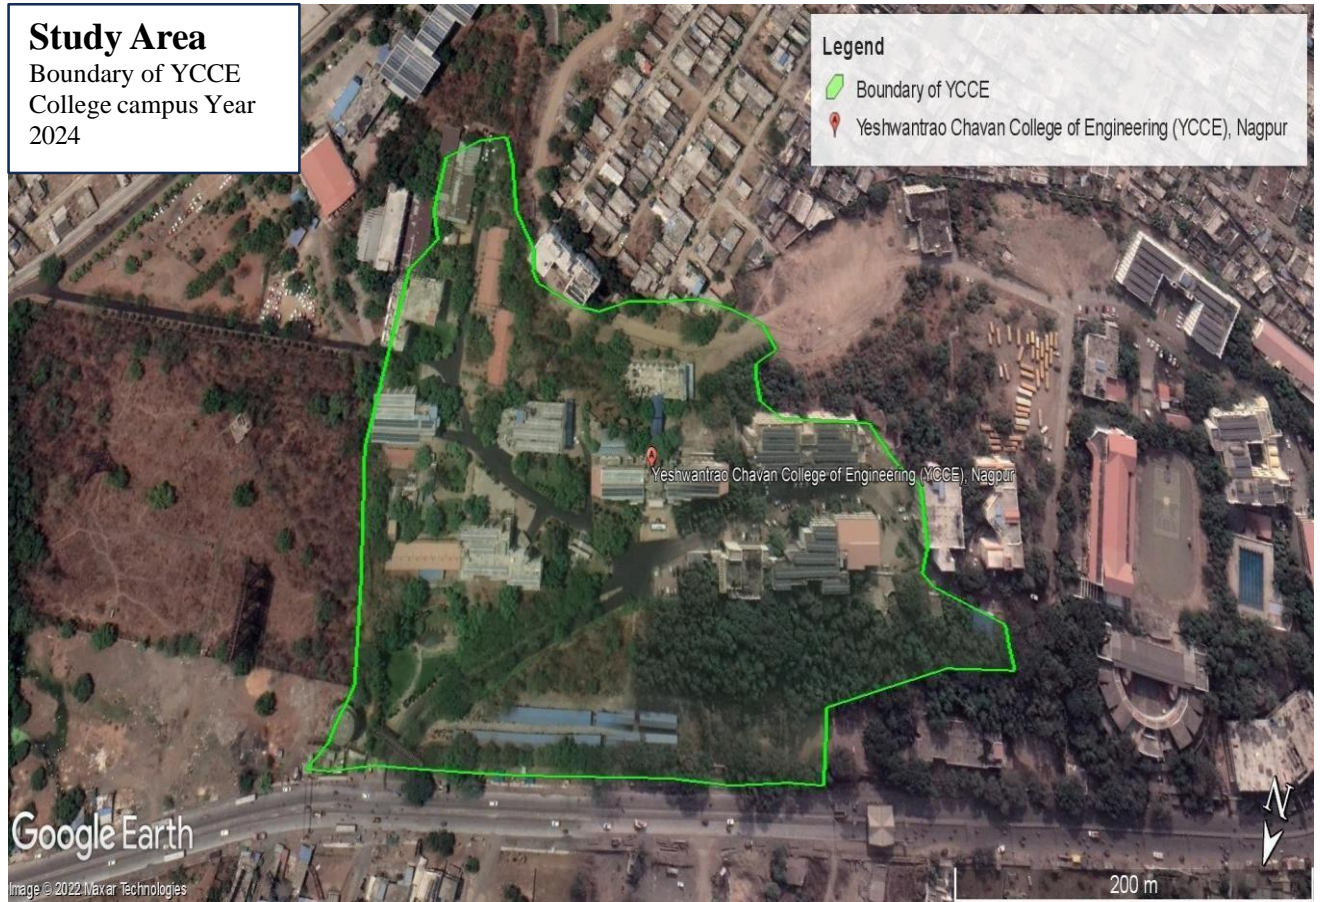 Study Area
Boundary of YCCE
College campus Year
2024
Legend
Boundary of YCCE
A
Yeshwantrao Chavan College of Engineering (YCCE), Nagpur
A
Yeshwantrao Chavan College of Engineering (YCCE), Nagpur
N
Google Earth
Image © 2022 Maxar Technologies
200 m